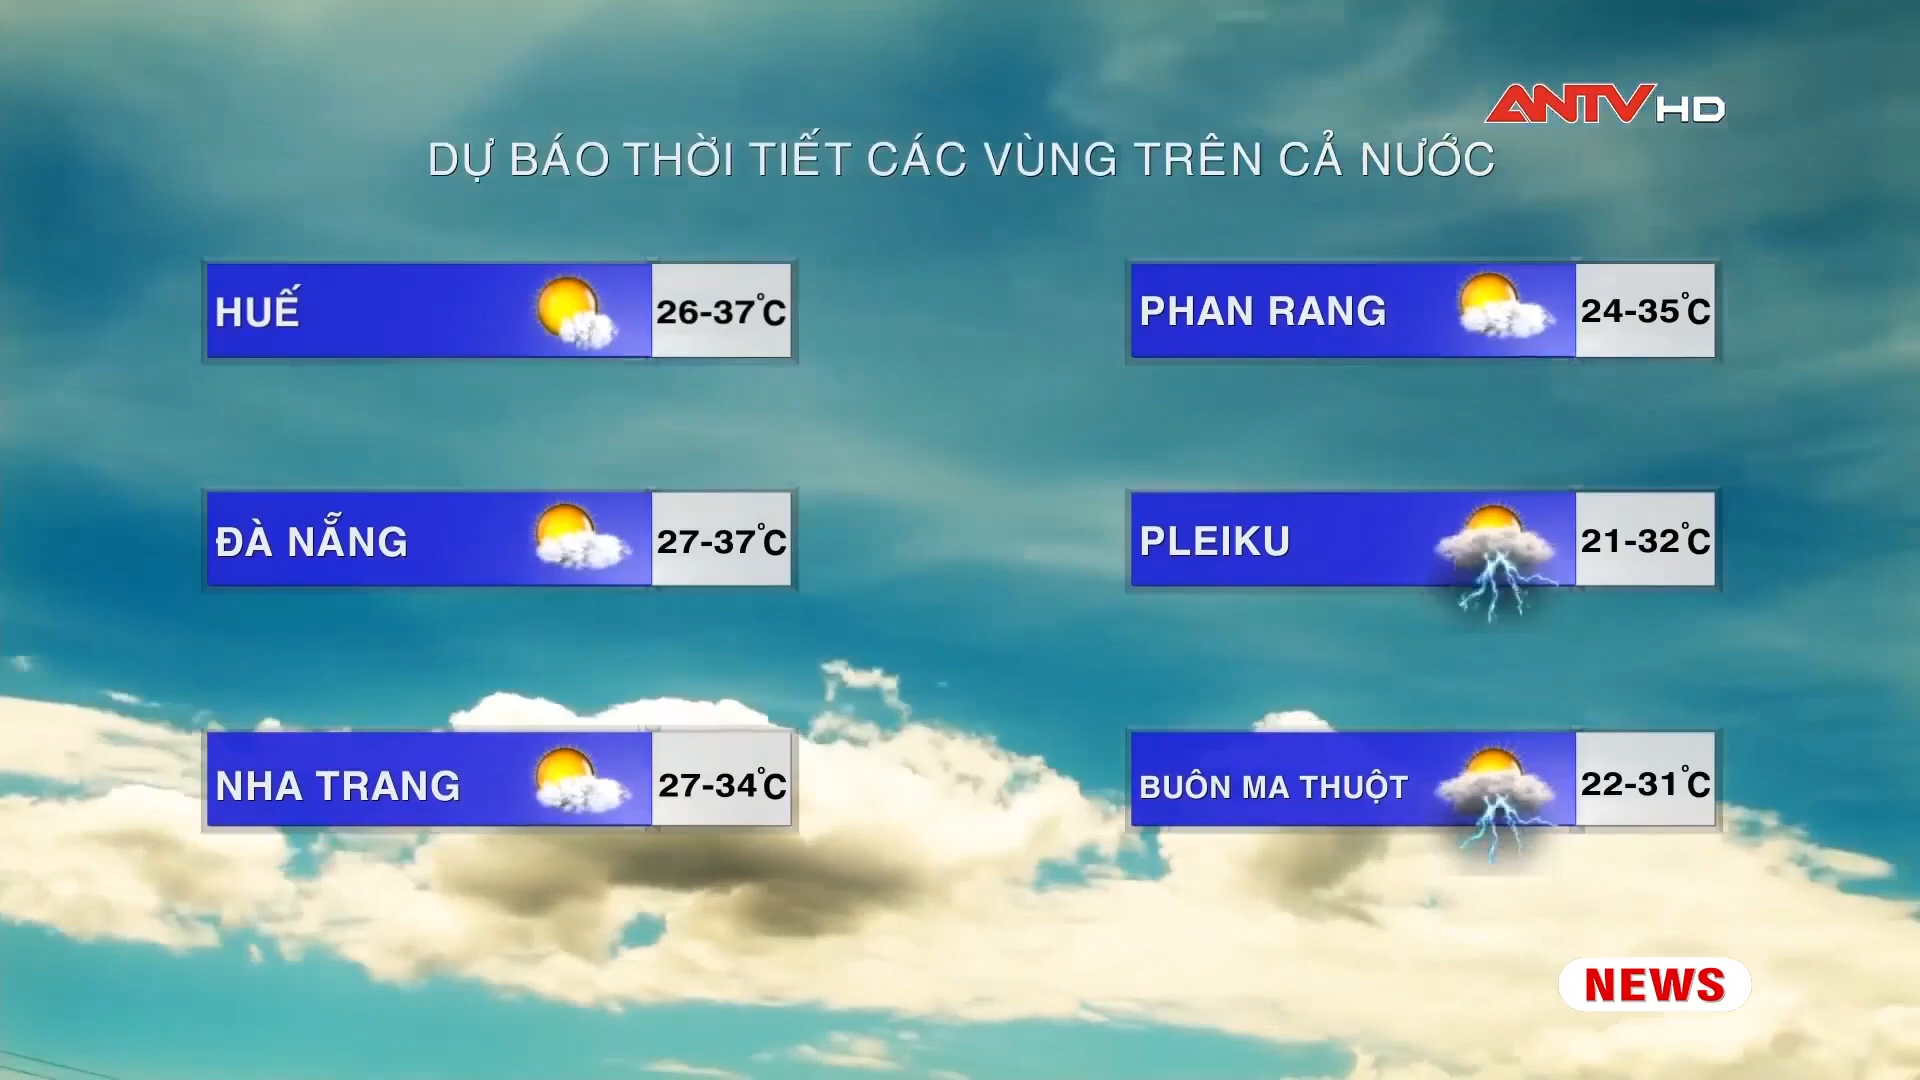 ANTV HD
DỰ BÁO THỜI TIẾT CÁC VÙNG TRÊN CẢ NƯỚC
HUẾ 26-37°C
PHAN RANG 24-35°C
ĐÀ NẴNG 27-37°C
PLEIKU 21-32°C
NHA TRANG 27-34°C
BUÔN MA THUỘT 22-31°C
NEWS